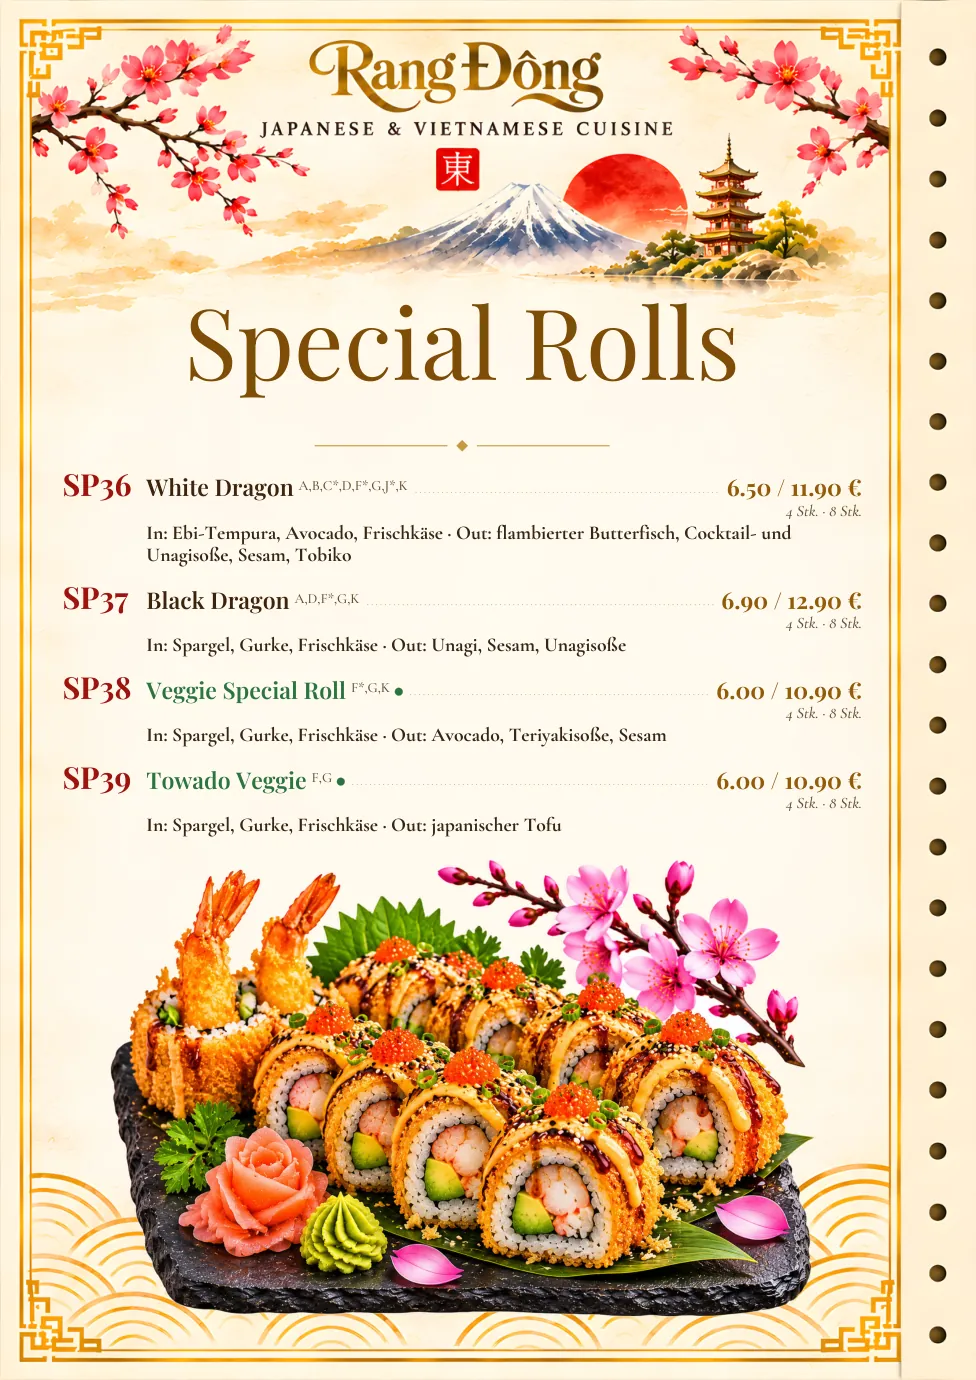 Rang Đông
JAPANESE & VIETNAMESE CUISINE
東
Special Rolls
SP36 White Dragon A,B,C*,D,F*,G,J*,K 6.50 / 11.90 €
4 Stk. · 8 Stk.
In: Ebi-Tempura, Avocado, Frischkäse · Out: flambierter Butterfisch, Cocktail- und
Unagisoße, Sesam, Tobiko
SP37 Black Dragon A,D,F*,G,K 6.90 / 12.90 €
4 Stk. · 8 Stk.
In: Spargel, Gurke, Frischkäse · Out: Unagi, Sesam, Unagisoße
SP38 Veggie Special Roll F*,G,K ● 6.00 / 10.90 €
4 Stk. · 8 Stk.
In: Spargel, Gurke, Frischkäse · Out: Avocado, Teriyakisoße, Sesam
SP39 Towado Veggie F,G ● 6.00 / 10.90 €
4 Stk. · 8 Stk.
In: Spargel, Gurke, Frischkäse · Out: japanischer Tofu